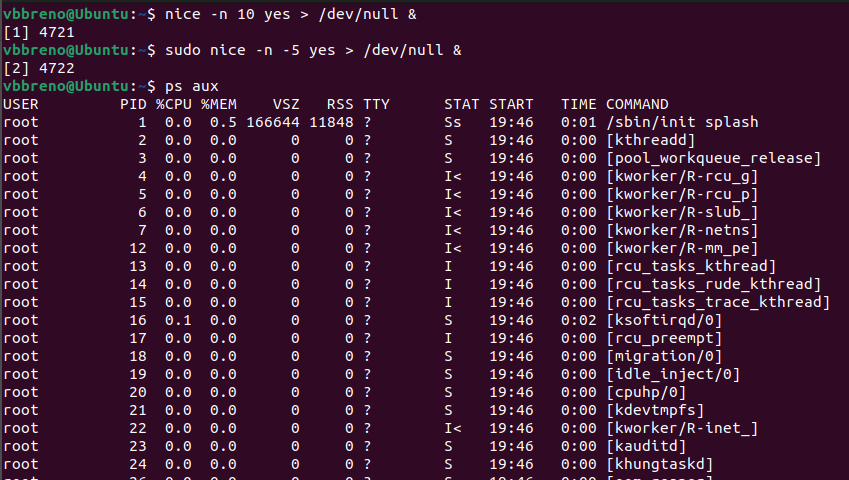 vbbreno@Ubuntu:~$ nice -n 10 yes > /dev/null &
[1] 4721
vbbreno@Ubuntu:~$ sudo nice -n -5 yes > /dev/null &
[2] 4722
vbbreno@Ubuntu:~$ ps aux
USER         PID %CPU %MEM    VSZ   RSS TTY      STAT START   TIME COMMAND
root           1  0.0  0.5 166644 11848 ?        Ss   19:46   0:01 /sbin/init splash
root           2  0.0  0.0      0     0 ?        S    19:46   0:00 [kthreadd]
root           3  0.0  0.0      0     0 ?        S    19:46   0:00 [pool_workqueue_release]
root           4  0.0  0.0      0     0 ?        I<   19:46   0:00 [kworker/R-rcu_g]
root           5  0.0  0.0      0     0 ?        I<   19:46   0:00 [kworker/R-rcu_p]
root           6  0.0  0.0      0     0 ?        I<   19:46   0:00 [kworker/R-slub_]
root           7  0.0  0.0      0     0 ?        I<   19:46   0:00 [kworker/R-netns]
root          12  0.0  0.0      0     0 ?        I<   19:46   0:00 [kworker/R-mm_pe]
root          13  0.0  0.0      0     0 ?        I    19:46   0:00 [rcu_tasks_kthread]
root          14  0.0  0.0      0     0 ?        I    19:46   0:00 [rcu_tasks_rude_kthread]
root          15  0.0  0.0      0     0 ?        I    19:46   0:00 [rcu_tasks_trace_kthread]
root          16  0.1  0.0      0     0 ?        S    19:46   0:02 [ksoftirqd/0]
root          17  0.0  0.0      0     0 ?        I    19:46   0:00 [rcu_preempt]
root          18  0.0  0.0      0     0 ?        S    19:46   0:00 [migration/0]
root          19  0.0  0.0      0     0 ?        S    19:46   0:00 [idle_inject/0]
root          20  0.0  0.0      0     0 ?        S    19:46   0:00 [cpuhp/0]
root          21  0.0  0.0      0     0 ?        S    19:46   0:00 [kdevtmpfs]
root          22  0.0  0.0      0     0 ?        I<   19:46   0:00 [kworker/R-inet_]
root          23  0.0  0.0      0     0 ?        S    19:46   0:00 [kauditd]
root          24  0.0  0.0      0     0 ?        S    19:46   0:00 [khungtaskd]